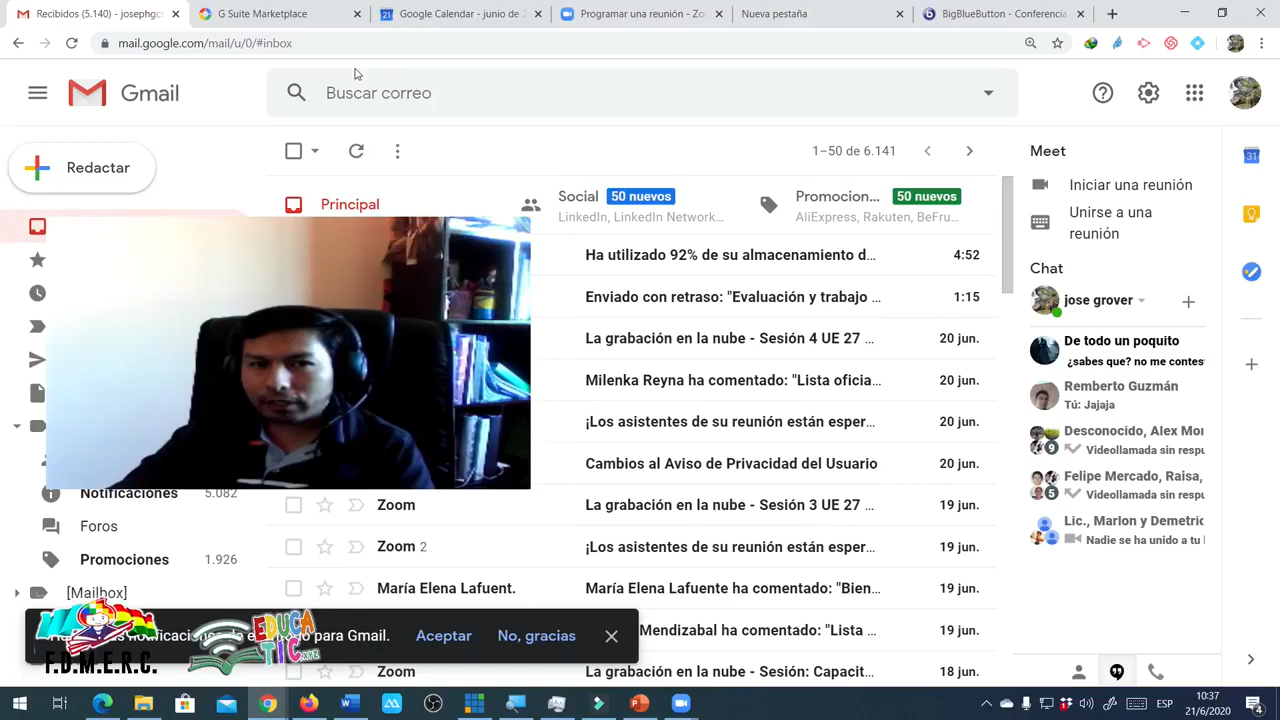 Recibidos (5.140) - josephgc
G Suite Marketplace
Google Calendar - junio de 2
Programar una reunión - Zo
Nueva pestaña
BigBlueButton - Conferencia
mail.google.com/mail/u/0/#inbox
Gmail
Buscar correo
Redactar
1–50 de 6.141
Principal
Social 50 nuevos
LinkedIn, LinkedIn Network...
Promocion... 50 nuevos
AliExpress, Rakuten, BeFru...
Ha utilizado 92% de su almacenamiento d... 4:52
Enviado con retraso: "Evaluación y trabajo ... 1:15
La grabación en la nube - Sesión 4 UE 27 ... 20 jun.
Milenka Reyna ha comentado: "Lista oficia... 20 jun.
¡Los asistentes de su reunión están esper... 20 jun.
Cambios al Aviso de Privacidad del Usuario 20 jun.
Zoom La grabación en la nube - Sesión 3 UE 27 ... 19 jun.
Zoom 2 ¡Los asistentes de su reunión están esper... 19 jun.
María Elena Lafuent. María Elena Lafuente ha comentado: "Bien... 19 jun.
Mendizabal ha comentado: "Lista ... 19 jun.
Zoom La grabación en la nube - Sesión: Capacit... 18 jun.
Notificaciones 5.082
Foros
Promociones 1.926
[Mailbox]
para Gmail. Aceptar No, gracias
F.D.M.E.R.C.
EDUCA
TIC.XYZ
Meet
Iniciar una reunión
Unirse a una
reunión
Chat
jose grover
De todo un poquito
¿sabes que? no me contes
Remberto Guzmán
Tú: Jajaja
Desconocido, Alex Mo
9
Videollamada sin respu
Felipe Mercado, Raisa,
5
Videollamada sin respu
Lic., Marlon y Demetric
Nadie se ha unido a tu l
31
ESP
10:37
21/6/2020
4